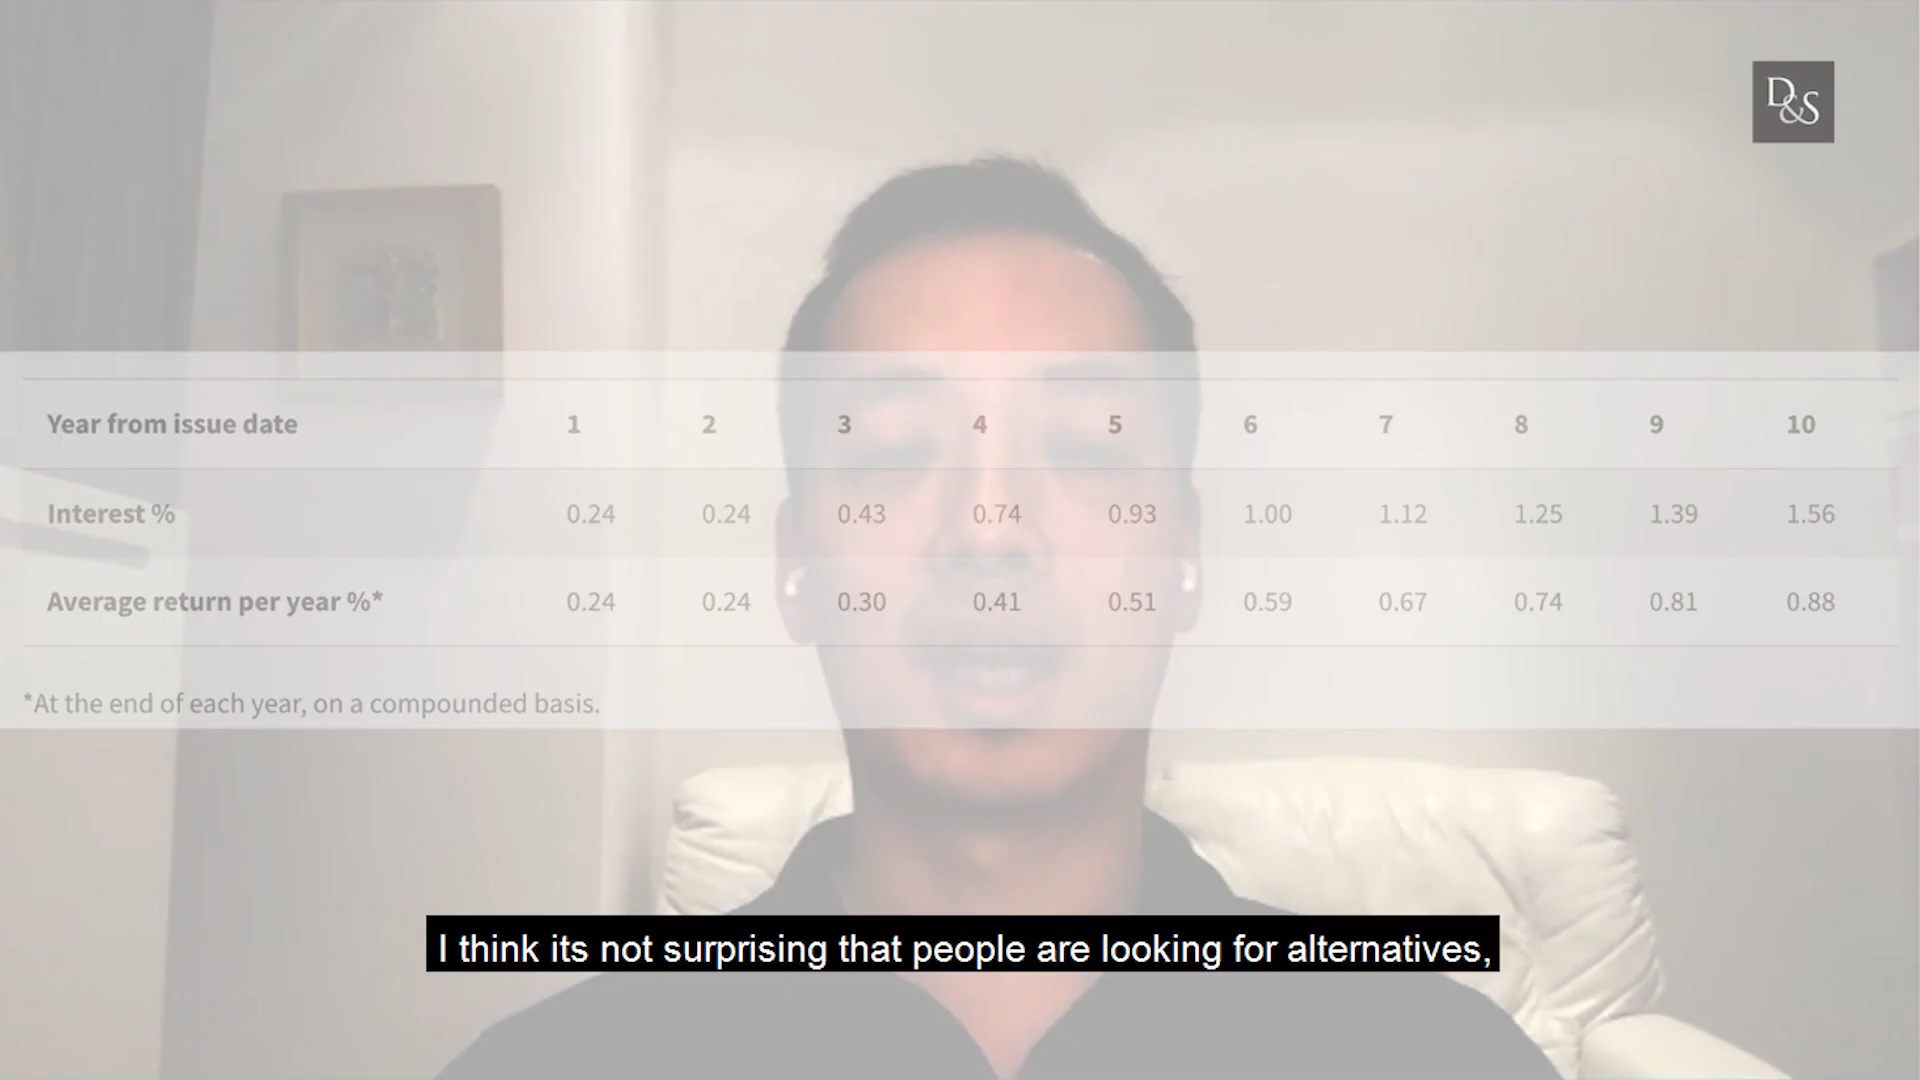 D&S
Year from issue date 1 2 3 4 5 6 7 8 9 10
Interest % 0.24 0.24 0.43 0.74 0.93 1.00 1.12 1.25 1.39 1.56
Average return per year %* 0.24 0.24 0.30 0.41 0.51 0.59 0.67 0.74 0.81 0.88
*At the end of each year, on a compounded basis.
I think its not surprising that people are looking for alternatives,